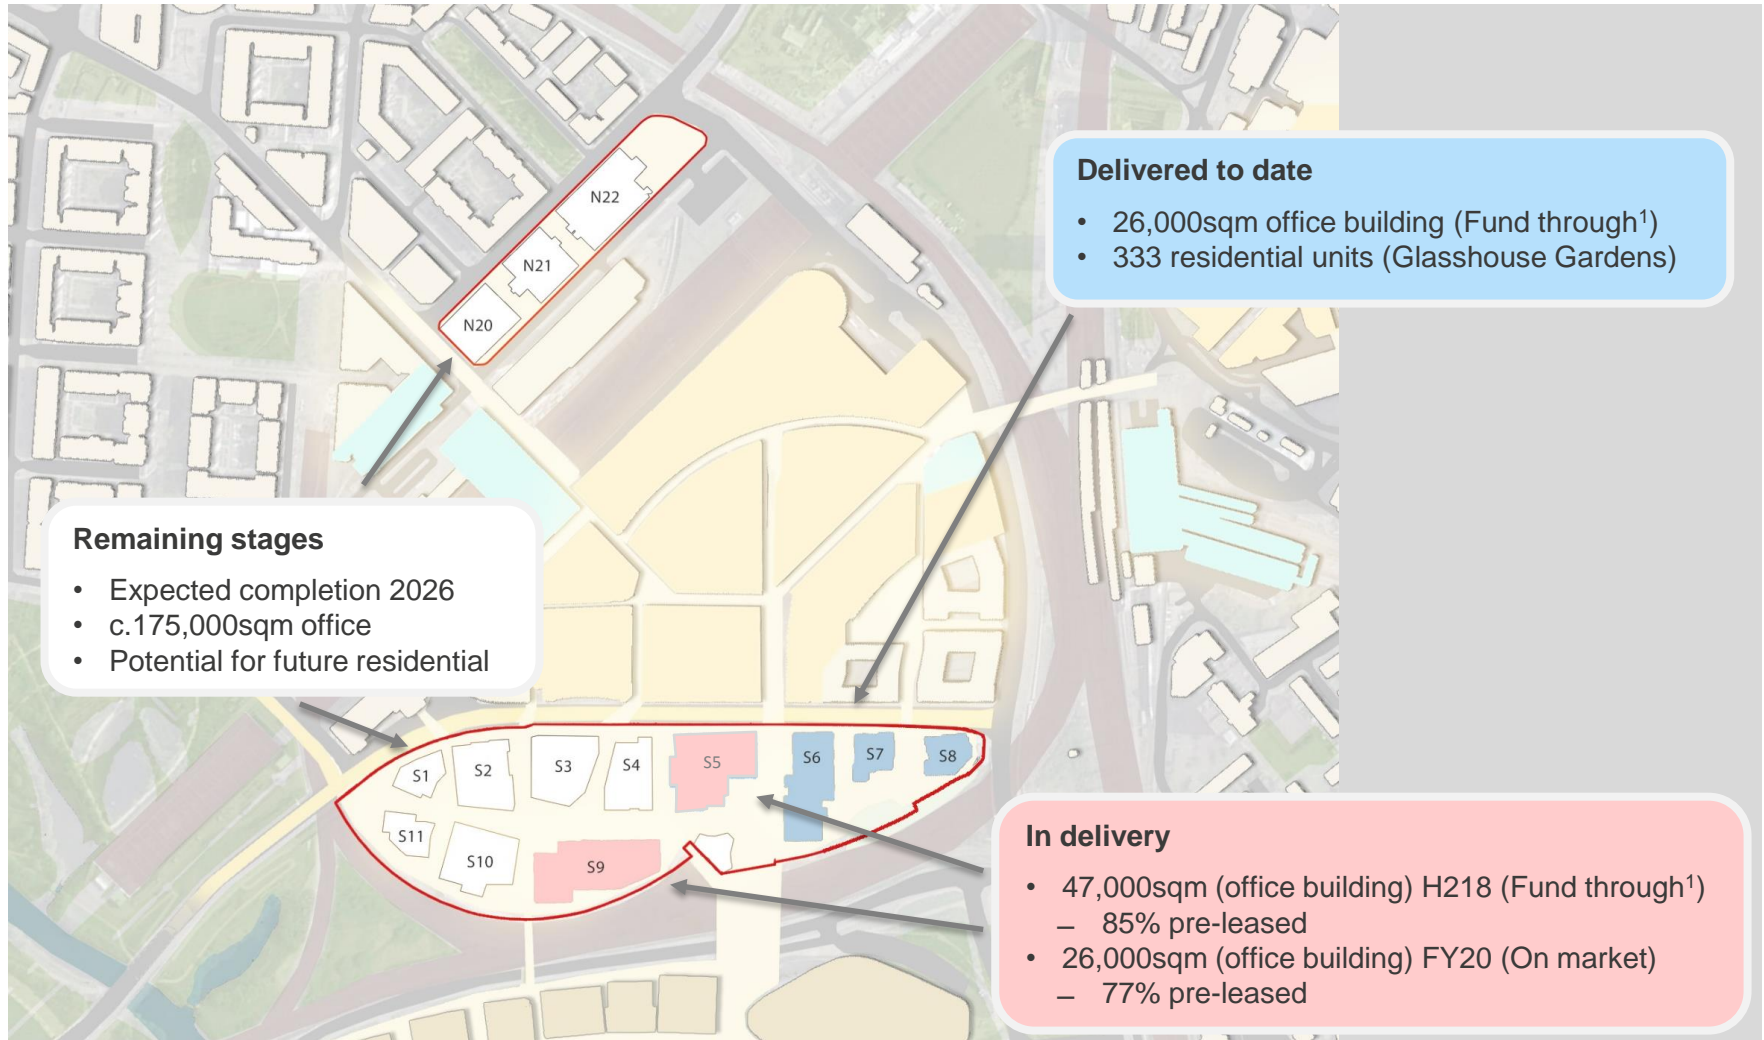 N22
N21
N20
Delivered to date
• 26,000sqm office building (Fund through¹)
• 333 residential units (Glasshouse Gardens)
Remaining stages
• Expected completion 2026
• c.175,000sqm office
• Potential for future residential
S1
S2
S3
S4
S5
S6
S7
S8
S11
S10
S9
In delivery
• 47,000sqm (office building) H218 (Fund through¹)
– 85% pre-leased
• 26,000sqm (office building) FY20 (On market)
– 77% pre-leased